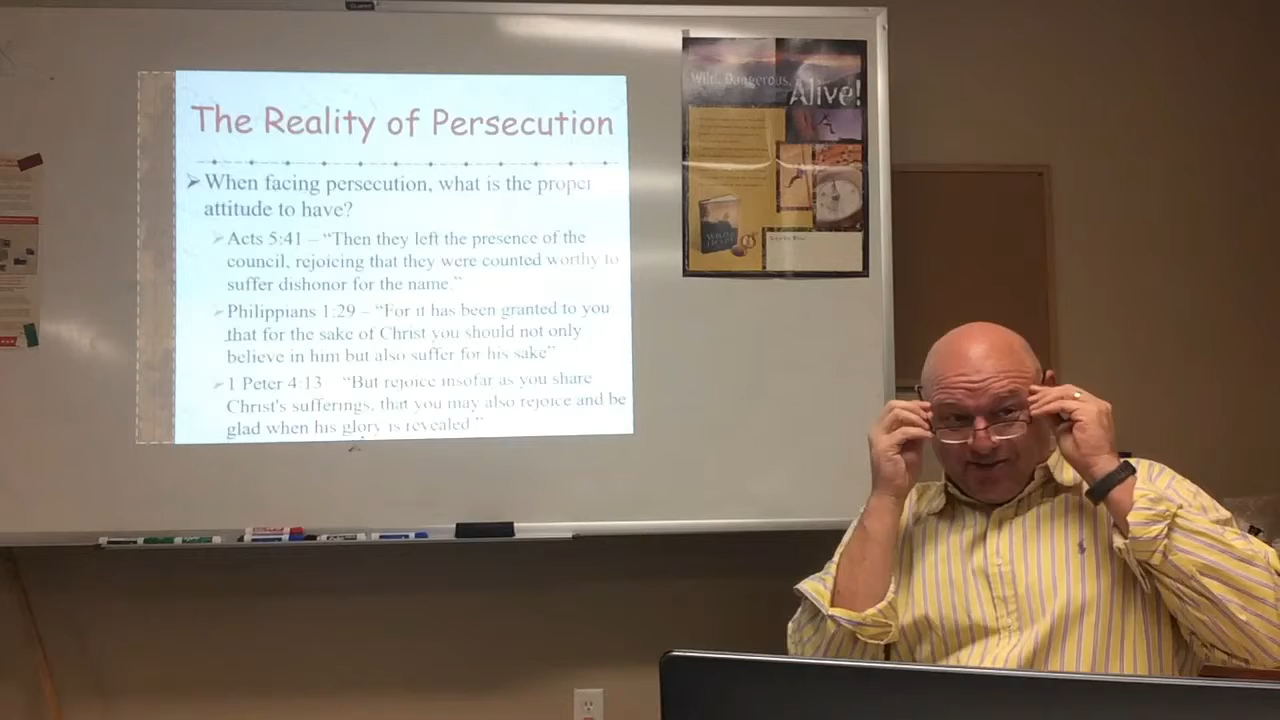 The Reality of Persecution
When facing persecution, what is the proper
attitude to have?
Acts 5:41 – “Then they left the presence of the
council, rejoicing that they were counted worthy to
suffer dishonor for the name.”
Philippians 1:29 – “For it has been granted to you
that for the sake of Christ you should not only
believe in him but also suffer for his sake”
1 Peter 4:13 “But rejoice insofar as you share
Christ's sufferings, that you may also rejoice and be
glad when his glory is revealed ”
Wild, Dangerous,
Alive!